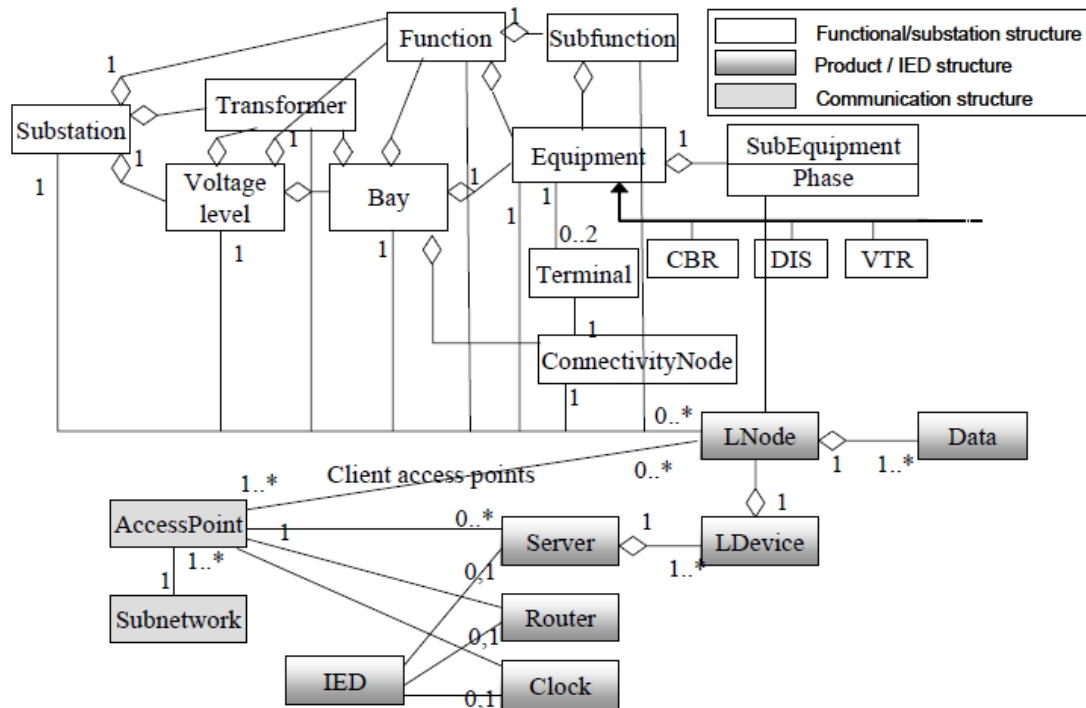 Function
1
Subfunction
Functional/substation structure
Product / IED structure
Communication structure
1
Substation
Transformer
1
1
1
Voltage
level
Bay
1
Equipment
1
SubEquipment
Phase
1
1
1
1
1
0..2
CBR
DIS
VTR
Terminal
1
ConnectivityNode
1
0..*
LNode
1
1..*
Data
Client access points
0..*
1..*
AccessPoint
1
0..*
Server
1
1..*
LDevice
1
1..*
1
Subnetwork
0,1
Router
0,1
IED
0,1
Clock